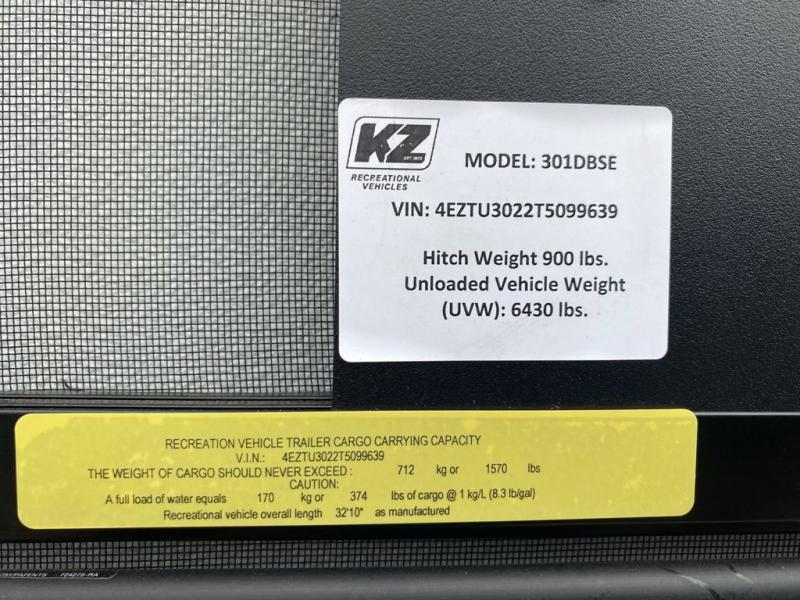 KZ
EST. 1972
RECREATIONAL
VEHICLES
MODEL: 301DBSE
VIN: 4EZTU3022T5099639
Hitch Weight 900 lbs.
Unloaded Vehicle Weight
(UVW): 6430 lbs.
RECREATION VEHICLE TRAILER CARGO CARRYING CAPACITY
V.I.N.: 4EZTU3022T5099639
THE WEIGHT OF CARGO SHOULD NEVER EXCEED : 712 kg or 1570 lbs
CAUTION:
A full load of water equals 170 kg or 374 lbs of cargo @ 1 kg/L (8.3 lb/gal)
Recreational vehicle overall length 32'10" as manufactured